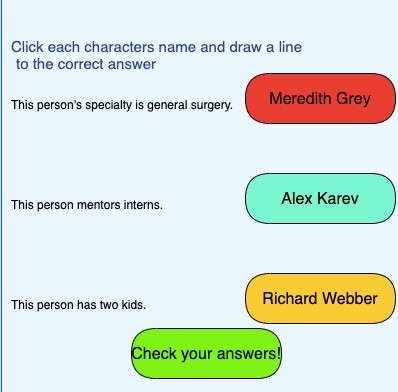 Click each characters name and draw a line
to the correct answer
This person's specialty is general surgery.
Meredith Grey
This person mentors interns.
Alex Karev
This person has two kids.
Richard Webber
Check your answers!